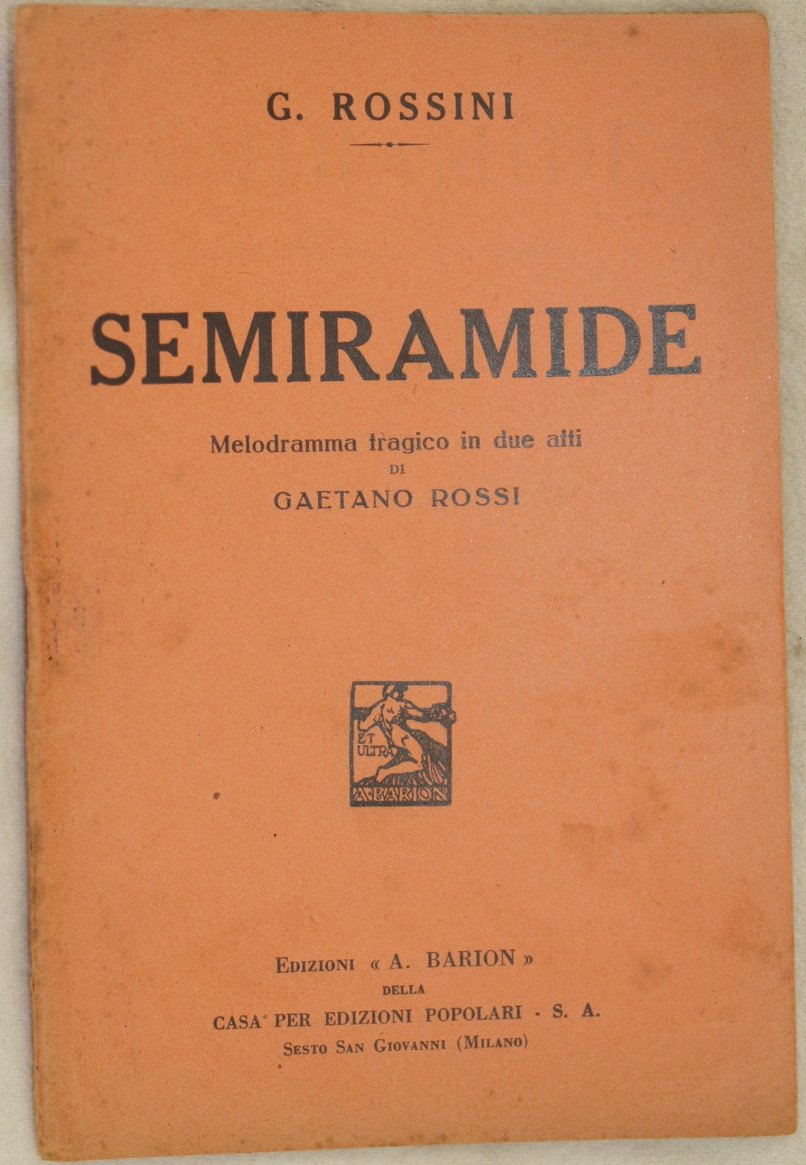 G. ROSSINI
SEMIRAMIDE
Melodramma tragico in due atti
DI
GAETANO ROSSI
ET
ULTRA
A·BARION
EDIZIONI « A. BARION »
DELLA
CASA PER EDIZIONI POPOLARI - S. A.
SESTO SAN GIOVANNI (MILANO)